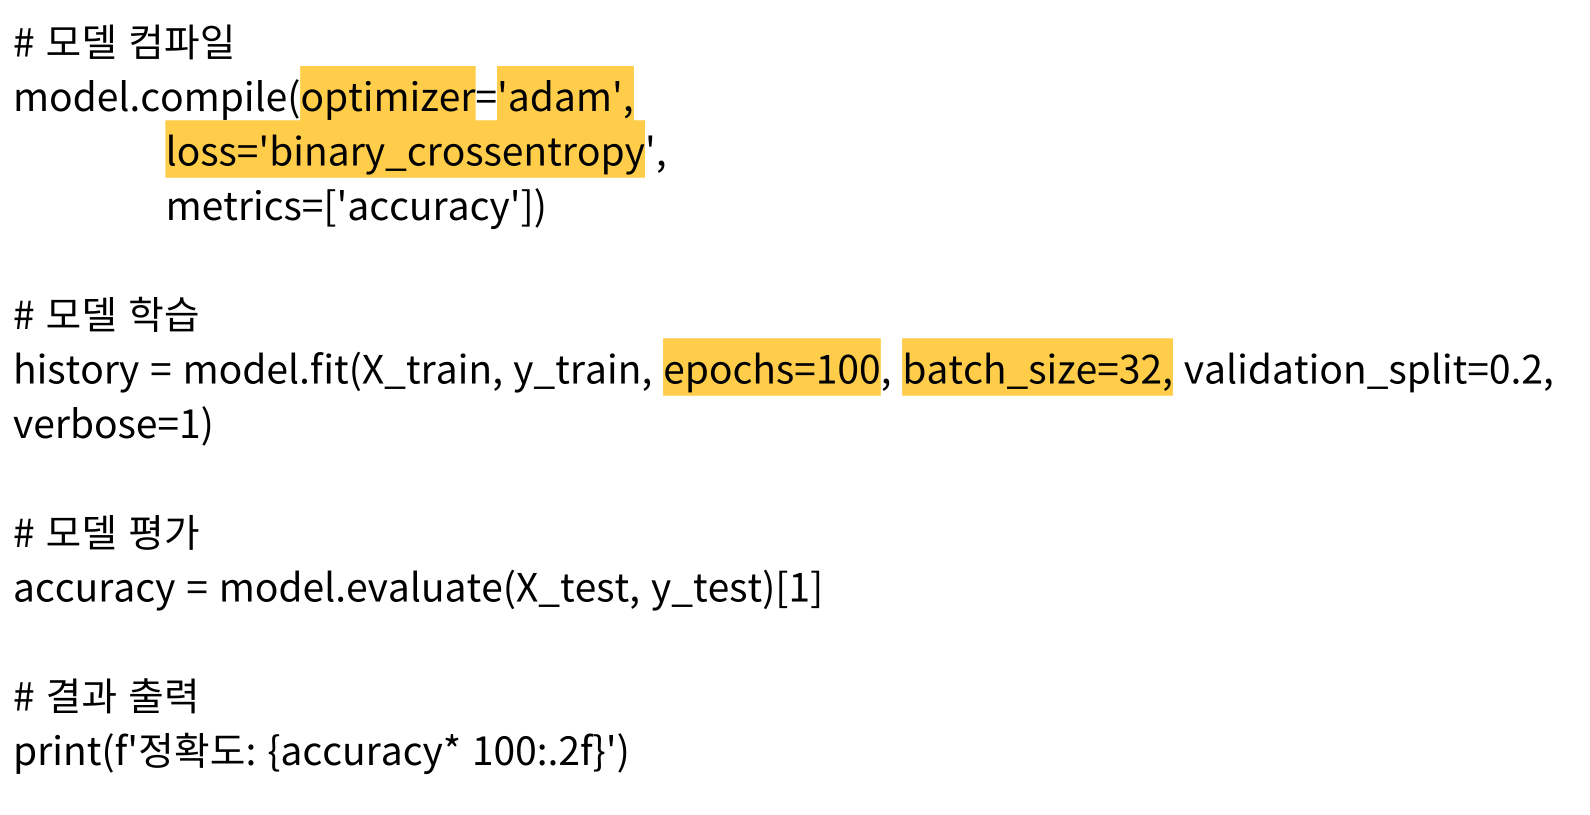 # 모델 컴파일
model.compile(optimizer='adam',
loss='binary_crossentropy',
metrics=['accuracy'])
# 모델 학습
history = model.fit(X_train, y_train, epochs=100, batch_size=32, validation_split=0.2,
verbose=1)
# 모델 평가
accuracy = model.evaluate(X_test, y_test)[1]
# 결과 출력
print(f'정확도: {accuracy* 100:.2f}')